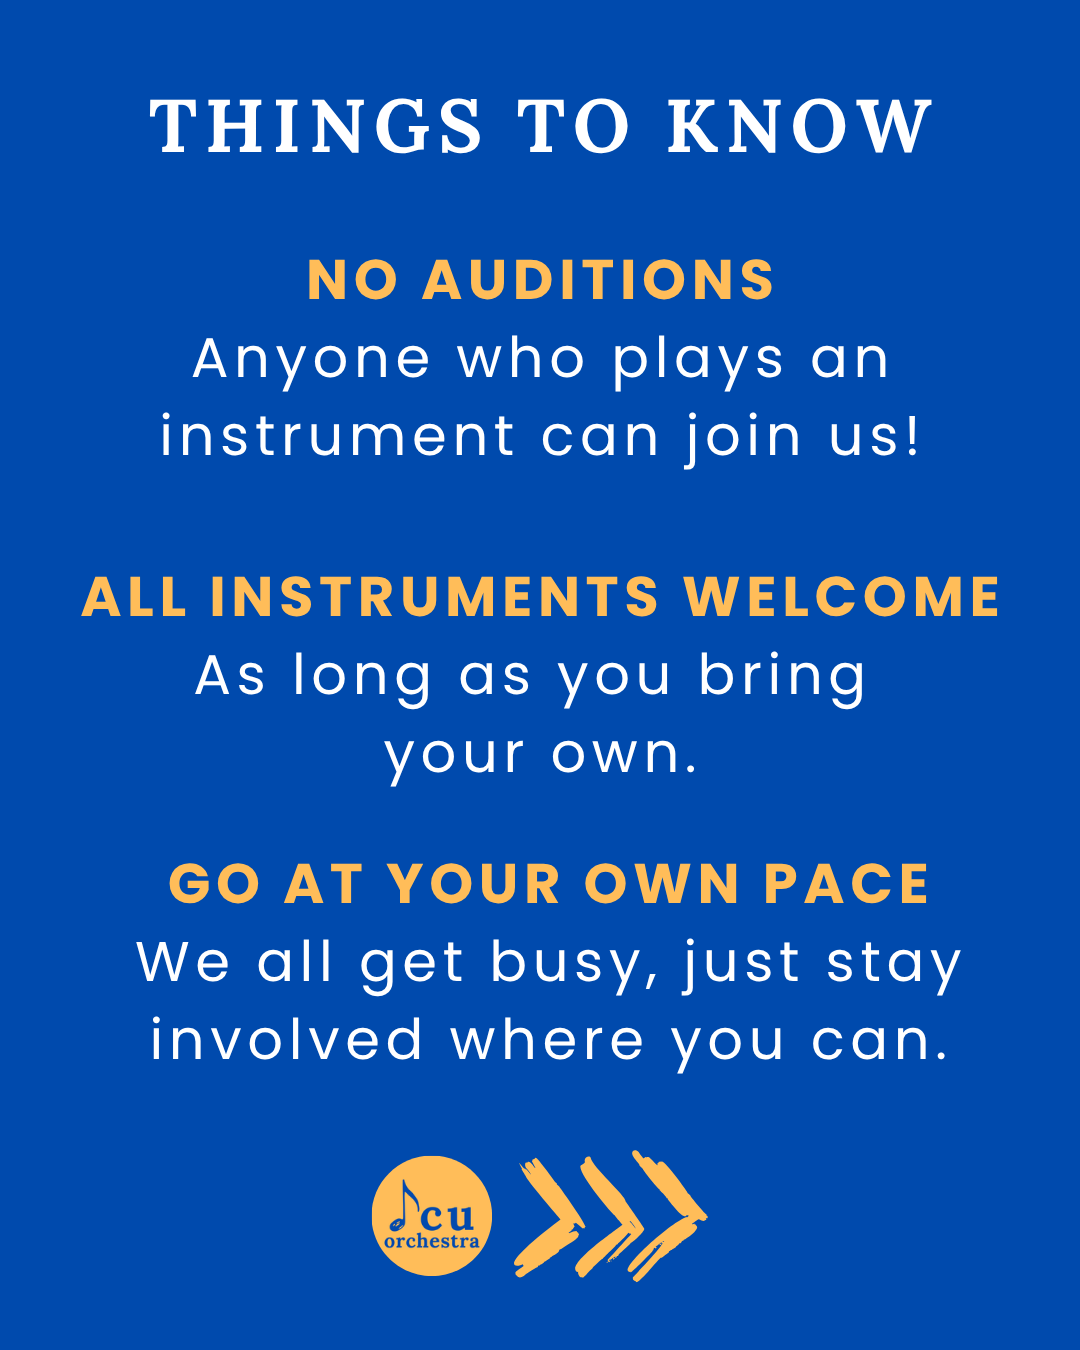 THINGS TO KNOW
NO AUDITIONS
Anyone who plays an
instrument can join us!
ALL INSTRUMENTS WELCOME
As long as you bring
your own.
GO AT YOUR OWN PACE
We all get busy, just stay
involved where you can.
cu
orchestra